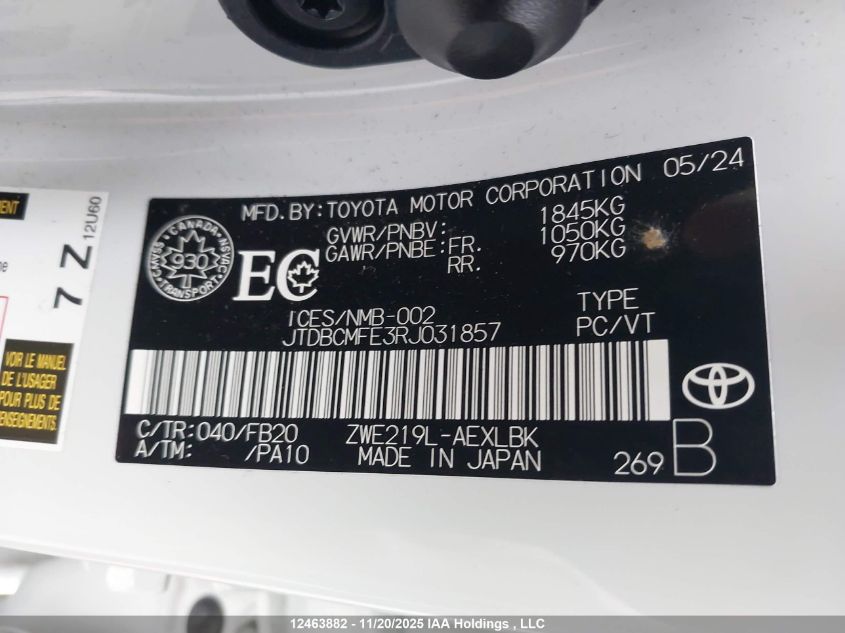 MFD.BY:TOYOTA MOTOR CORPORATION 05/24
GVWR/PNBV: 1845KG
GAWR/PNBE:FR. 1050KG
RR. 970KG
CANADA
930
TRANSPORT
EC
ICES/NMB-002
JTDBCMFE3RJ031857
TYPE
PC/VT
C/TR:040/FB20 ZWE219L-AEXLBK
A/TM: /PA10 MADE IN JAPAN
269 B
7 Z
12U60
VOIR LE MANUEL
DE L'USAGER
POUR PLUS DE
12463882 - 11/20/2025 IAA Holdings , LLC